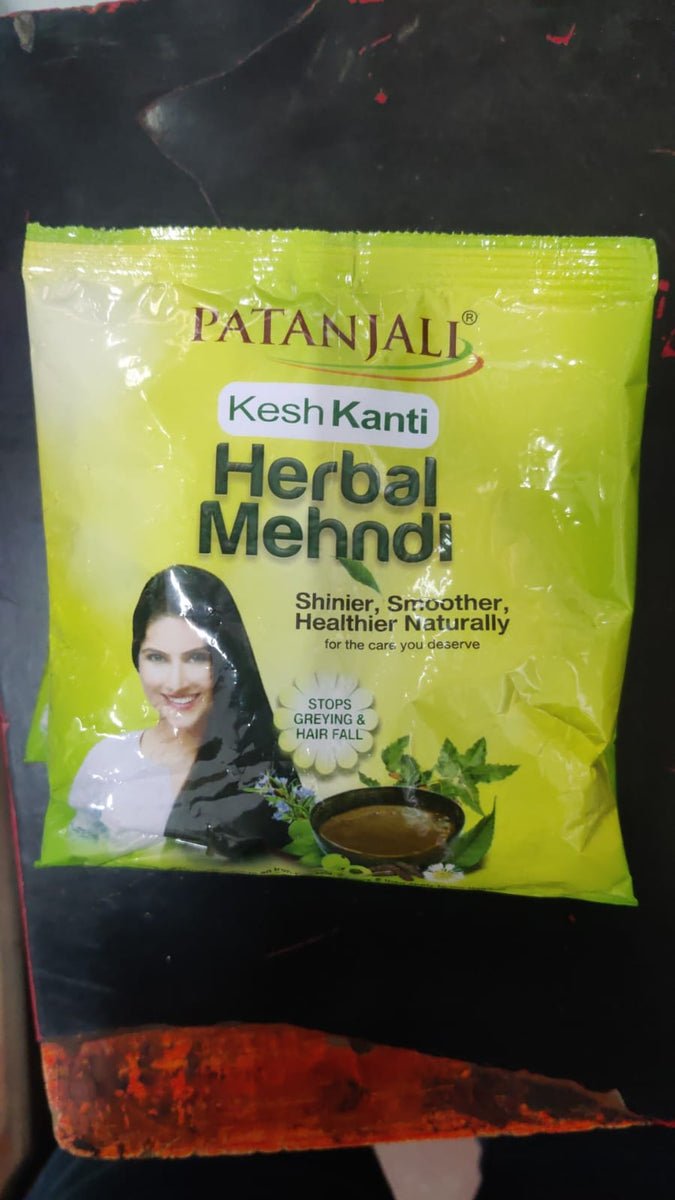 PATANJALI®
Kesh Kanti
Herbal
Mehndi
Shinier, Smoother,
Healthier Naturally
for the care you deserve
STOPS
GREYING &
HAIR FALL